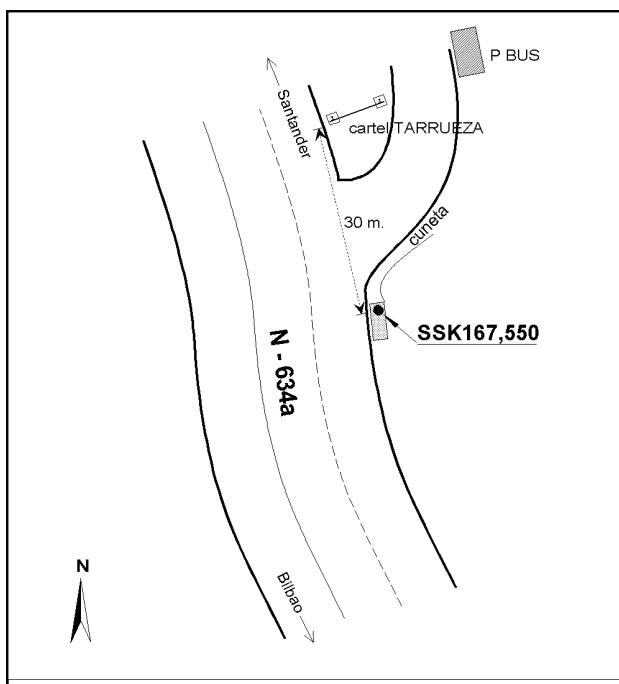 P BUS
Santander
cartel TARRUEZA
30 m.
cuneta
SSK167,550
N - 634a
N
Bilbao